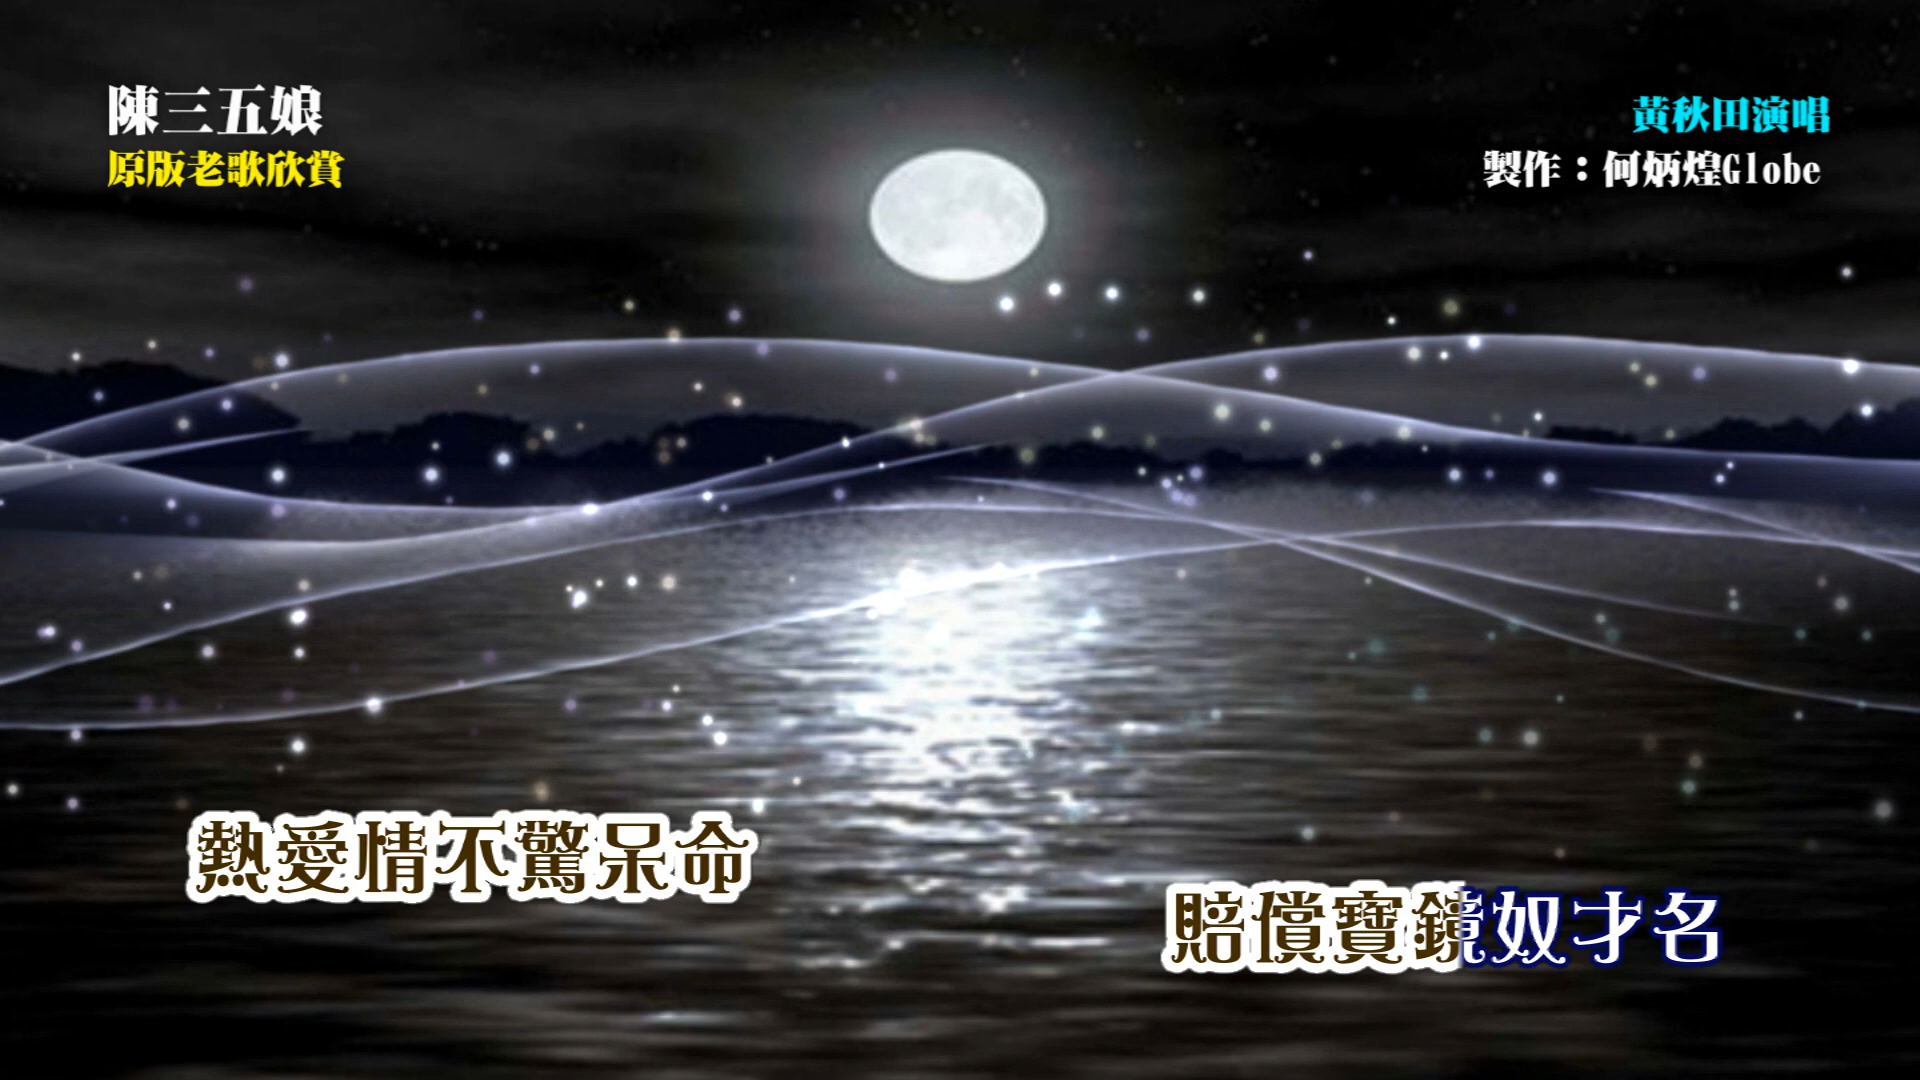 陳三五娘
原版老歌欣賞
黃秋田演唱
製作：何炳煌Globe
熱愛情不驚呆命
賠償寶鏡奴才名